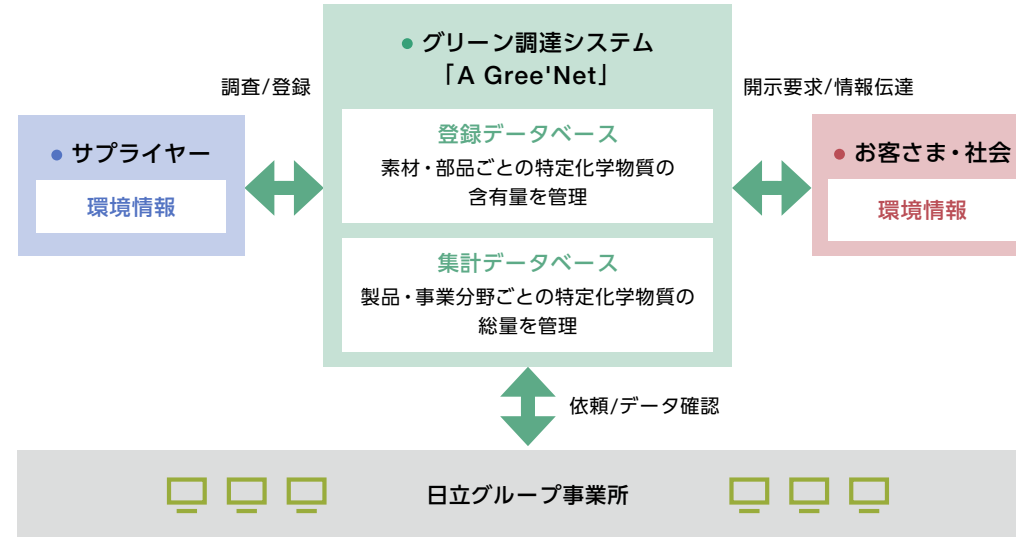 グリーン調達システム
「A Gree'Net」
調査/登録
開示要求/情報伝達
サプライヤー
環境情報
登録データベース
素材・部品ごとの特定化学物質の
含有量を管理
お客さま・社会
環境情報
集計データベース
製品・事業分野ごとの特定化学物質の
総量を管理
依頼/データ確認
日立グループ事業所